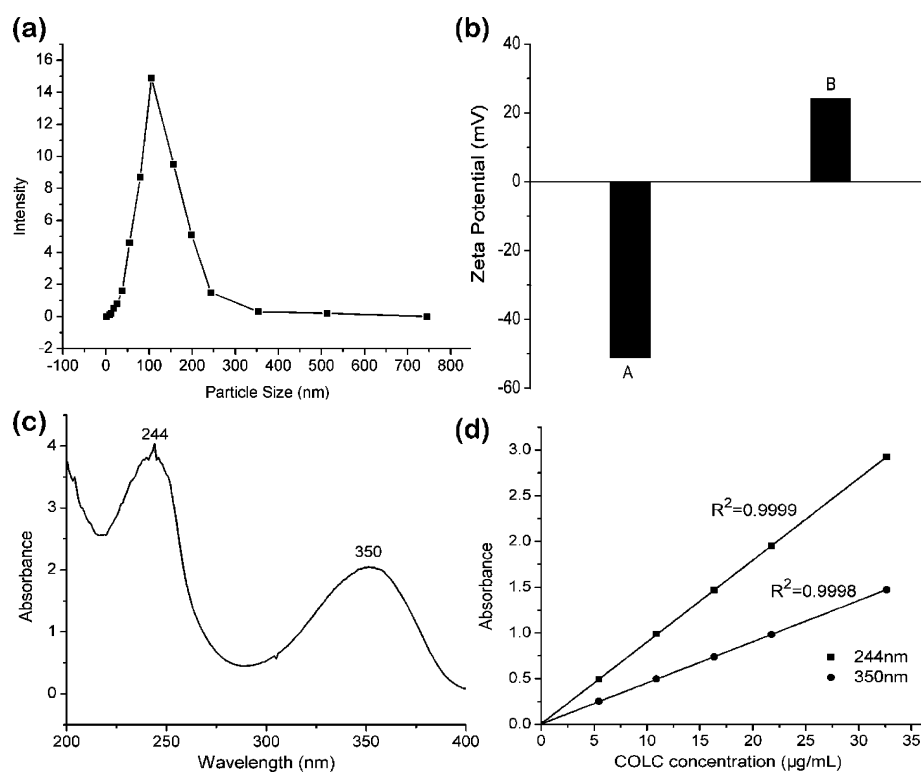 (a)
16
14
12
10
8
6
4
2
0
-2
-100 0 100 200 300 400 500 600 700 800
Intensity
Particle Size (nm)
(b)
40
20
0
-20
-40
-60
Zeta Potential (mV)
A
B
(c)
4
3
2
1
0
200 250 300 350 400
Absorbance
Wavelength (nm)
244
350
(d)
3.0
2.5
2.0
1.5
1.0
0.5
0.0
0 5 10 15 20 25 30 35
Absorbance
COLC concentration (µg/mL)
R²=0.9999
R²=0.9998
244nm
350nm